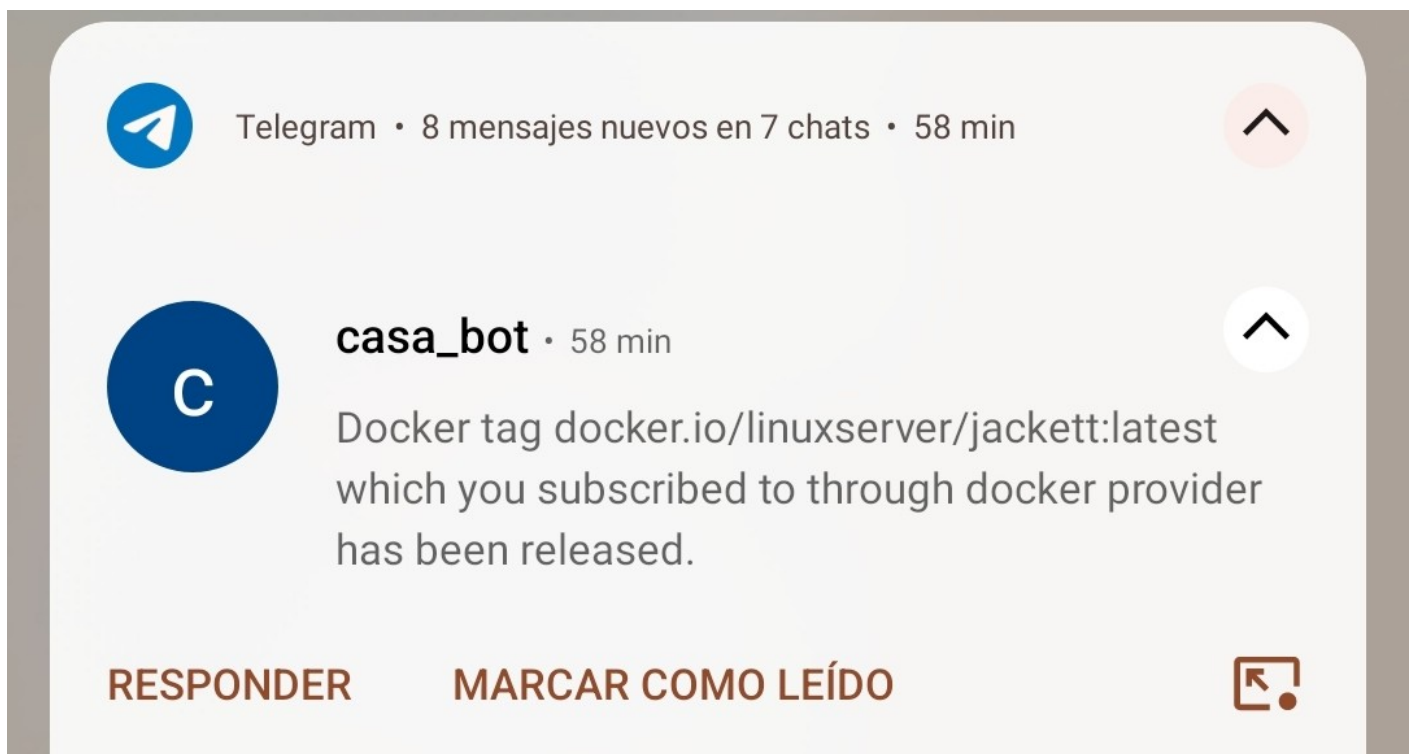 Telegram • 8 mensajes nuevos en 7 chats • 58 min
casa_bot • 58 min
C
Docker tag docker.io/linuxserver/jackett:latest
which you subscribed to through docker provider
has been released.
RESPONDER MARCAR COMO LEÍDO